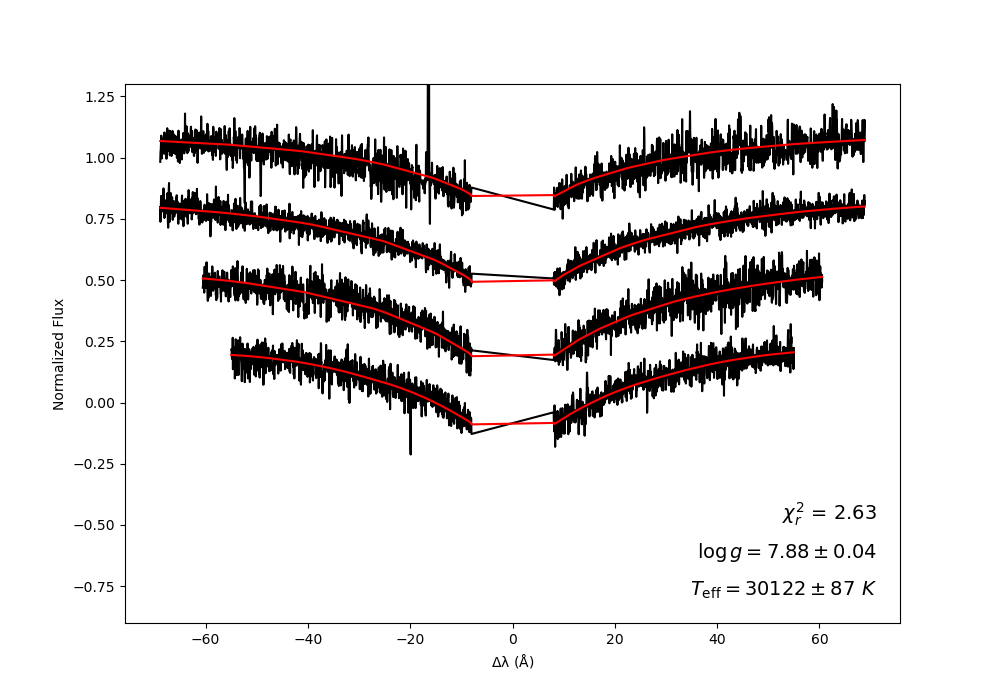 1.25
1.00
0.75
0.50
0.25
0.00
−0.25
−0.50
−0.75
Normalized Flux
χ²ᵣ = 2.63
log g = 7.88 ± 0.04
T_eff = 30122 ± 87 K
−60 −40 −20 0 20 40 60
Δλ (Å)